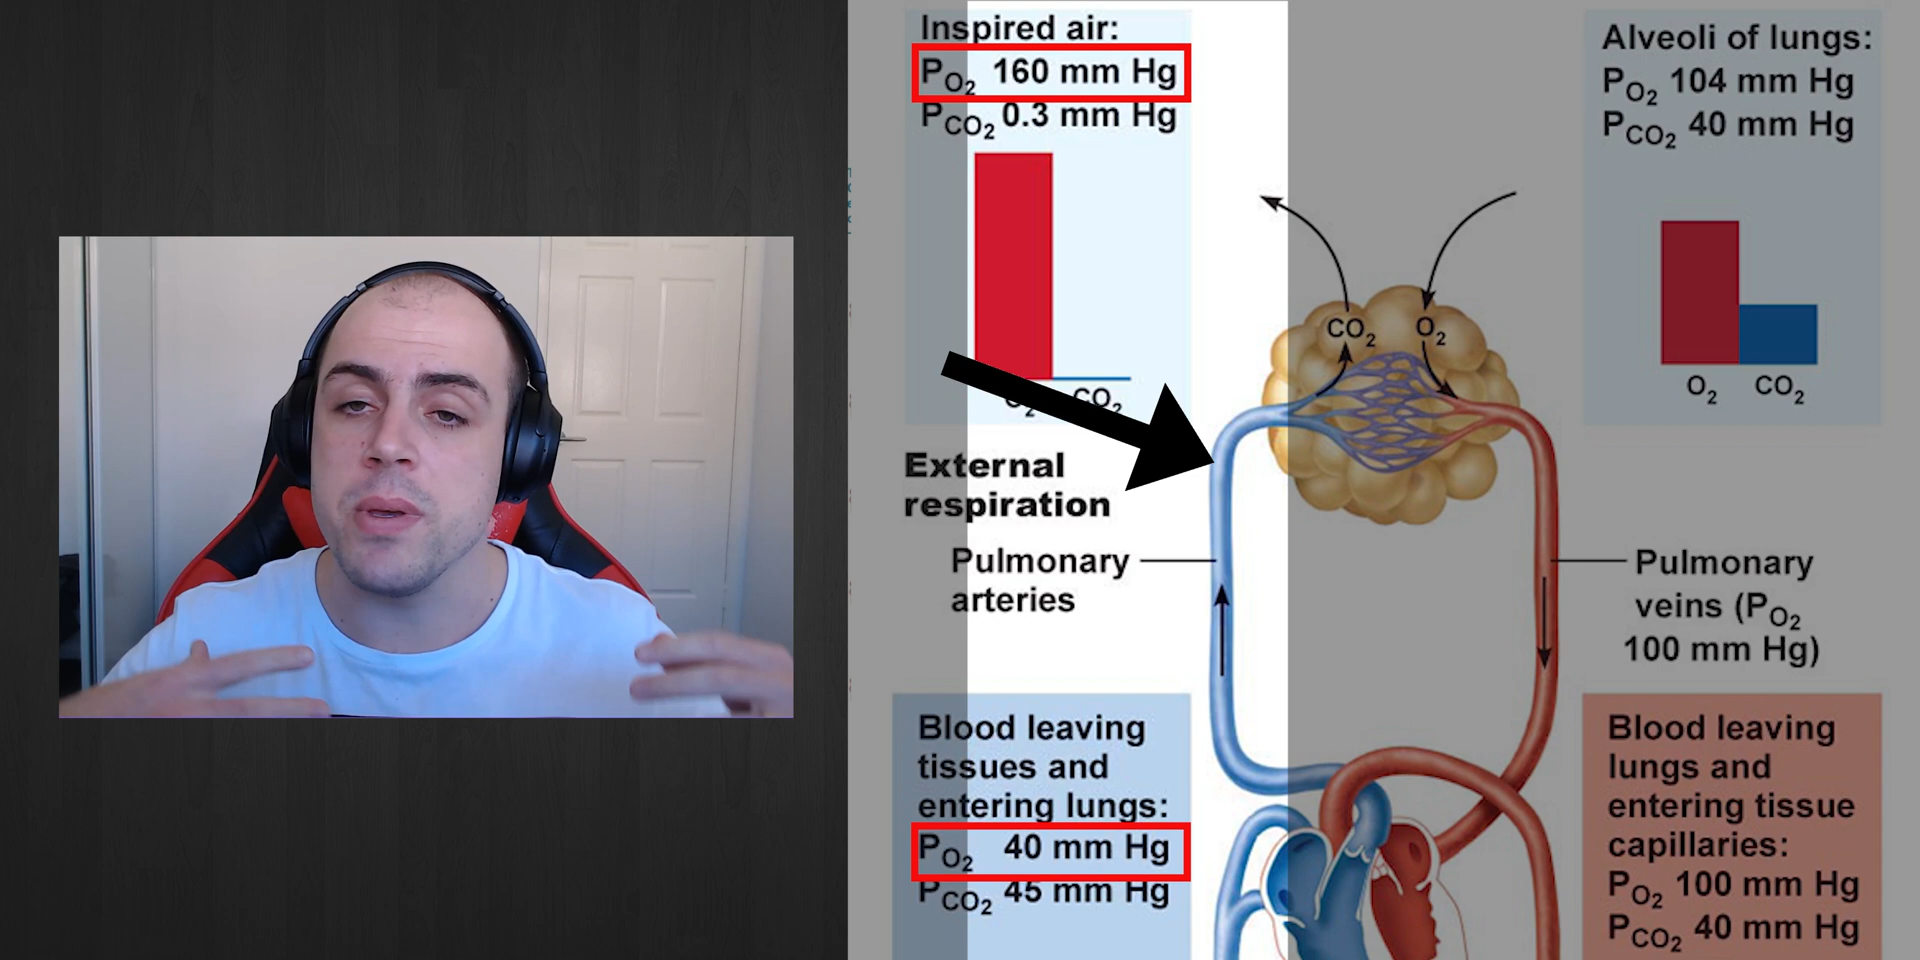 Inspired air:
PO2 160 mm Hg
PCO2 0.3 mm Hg
O2 CO2
External
respiration
Pulmonary
arteries
Blood leaving
tissues and
entering lungs:
PO2 40 mm Hg
PCO2 45 mm Hg
CO2 O2
Alveoli of lungs:
PO2 104 mm Hg
PCO2 40 mm Hg
O2 CO2
Pulmonary
veins (PO2
100 mm Hg)
Blood leaving
lungs and
entering tissue
capillaries:
PO2 100 mm Hg
PCO2 40 mm Hg